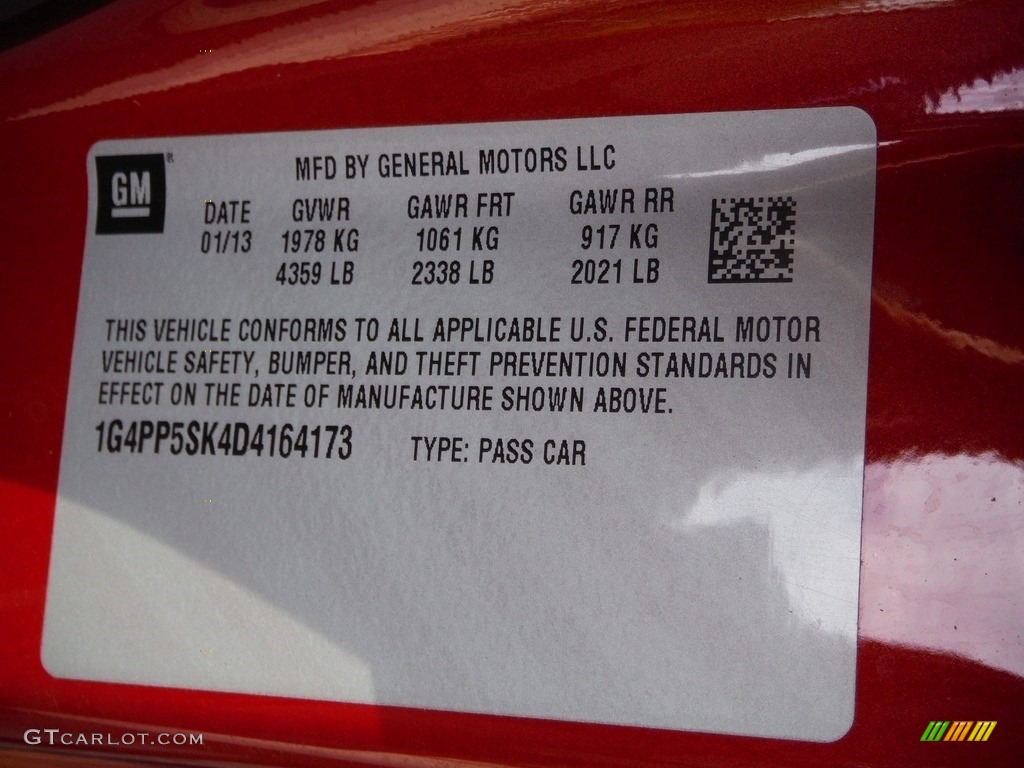 MFD BY GENERAL MOTORS LLC
GM®
DATE GVWR GAWR FRT GAWR RR
01/13 1978 KG 1061 KG 917 KG
4359 LB 2338 LB 2021 LB
THIS VEHICLE CONFORMS TO ALL APPLICABLE U.S. FEDERAL MOTOR
VEHICLE SAFETY, BUMPER, AND THEFT PREVENTION STANDARDS IN
EFFECT ON THE DATE OF MANUFACTURE SHOWN ABOVE.
1G4PP5SK4D4164173 TYPE: PASS CAR
GTCARLOT.COM